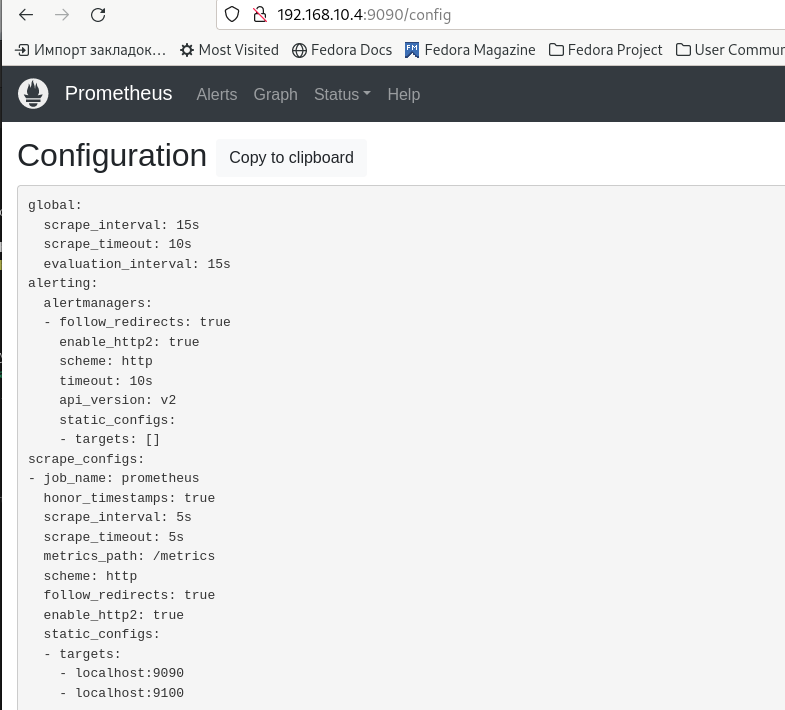 192.168.10.4:9090/config
Импорт закладок… Most Visited Fedora Docs Fedora Magazine Fedora Project User Commun
Prometheus Alerts Graph Status Help
Configuration Copy to clipboard
global:
  scrape_interval: 15s
  scrape_timeout: 10s
  evaluation_interval: 15s
alerting:
  alertmanagers:
  - follow_redirects: true
    enable_http2: true
    scheme: http
    timeout: 10s
    api_version: v2
    static_configs:
    - targets: []
scrape_configs:
- job_name: prometheus
  honor_timestamps: true
  scrape_interval: 5s
  scrape_timeout: 5s
  metrics_path: /metrics
  scheme: http
  follow_redirects: true
  enable_http2: true
  static_configs:
  - targets:
    - localhost:9090
    - localhost:9100